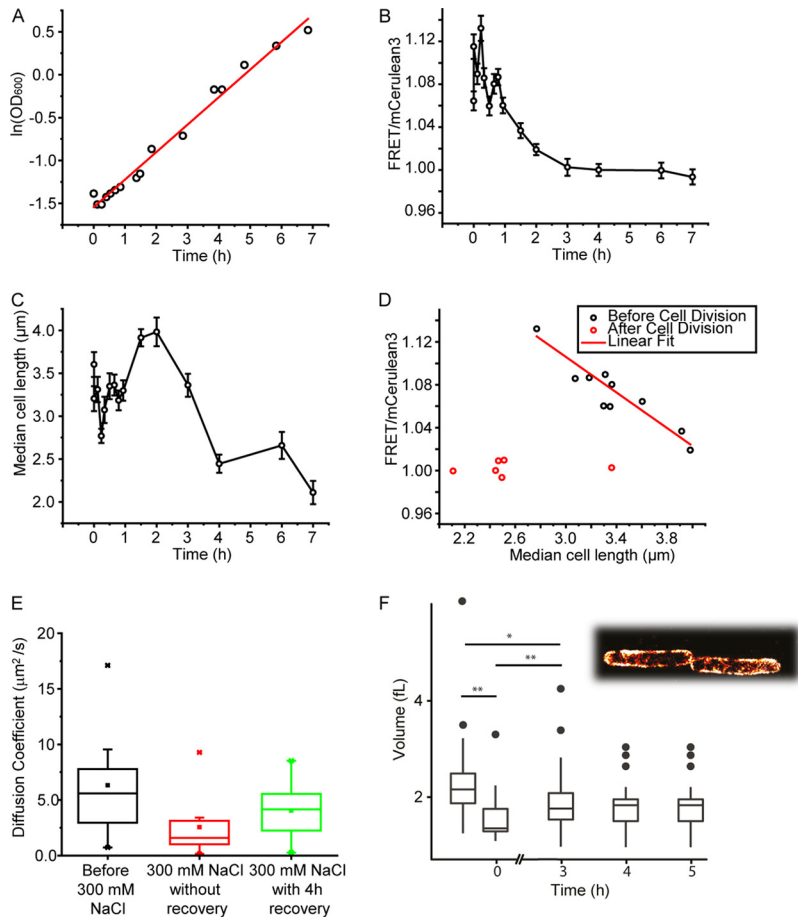 A
ln(OD600)
0.5
0.0
-0.5
-1.0
-1.5
0 1 2 3 4 5 6 7
Time (h)
B
FRET/mCerulean3
1.12
1.08
1.04
1.00
0.96
0 1 2 3 4 5 6 7
Time (h)
C
Median cell length (µm)
4.0
3.5
3.0
2.5
2.0
0 1 2 3 4 5 6 7
Time (h)
D
Before Cell Division
After Cell Division
Linear Fit
FRET/mCerulean3
1.12
1.08
1.04
1.00
0.96
2.2 2.6 3.0 3.4 3.8
Median cell length (µm)
E
Diffusion Coefficient (µm²/s)
20
15
10
5.0
0.0
Before 300 mM NaCl
300 mM NaCl without recovery
300 mM NaCl with 4h recovery
F
Volume (fL)
4
2
*
**
**
0 3 4 5
Time (h)